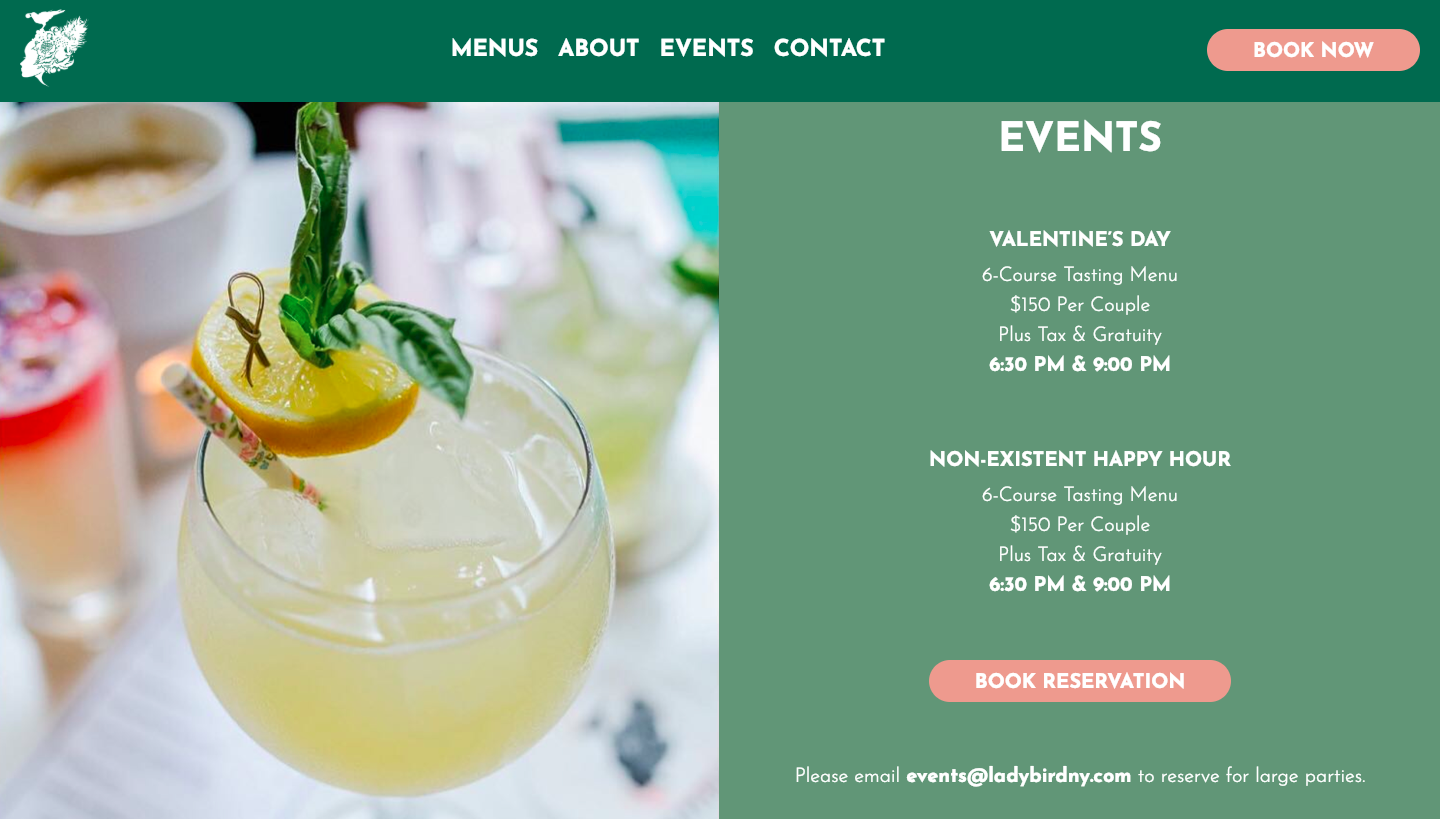 MENUS ABOUT EVENTS CONTACT
BOOK NOW
EVENTS
VALENTINE'S DAY
6-Course Tasting Menu
$150 Per Couple
Plus Tax & Gratuity
6:30 PM & 9:00 PM
NON-EXISTENT HAPPY HOUR
6-Course Tasting Menu
$150 Per Couple
Plus Tax & Gratuity
6:30 PM & 9:00 PM
BOOK RESERVATION
Please email events@ladybirdny.com to reserve for large parties.